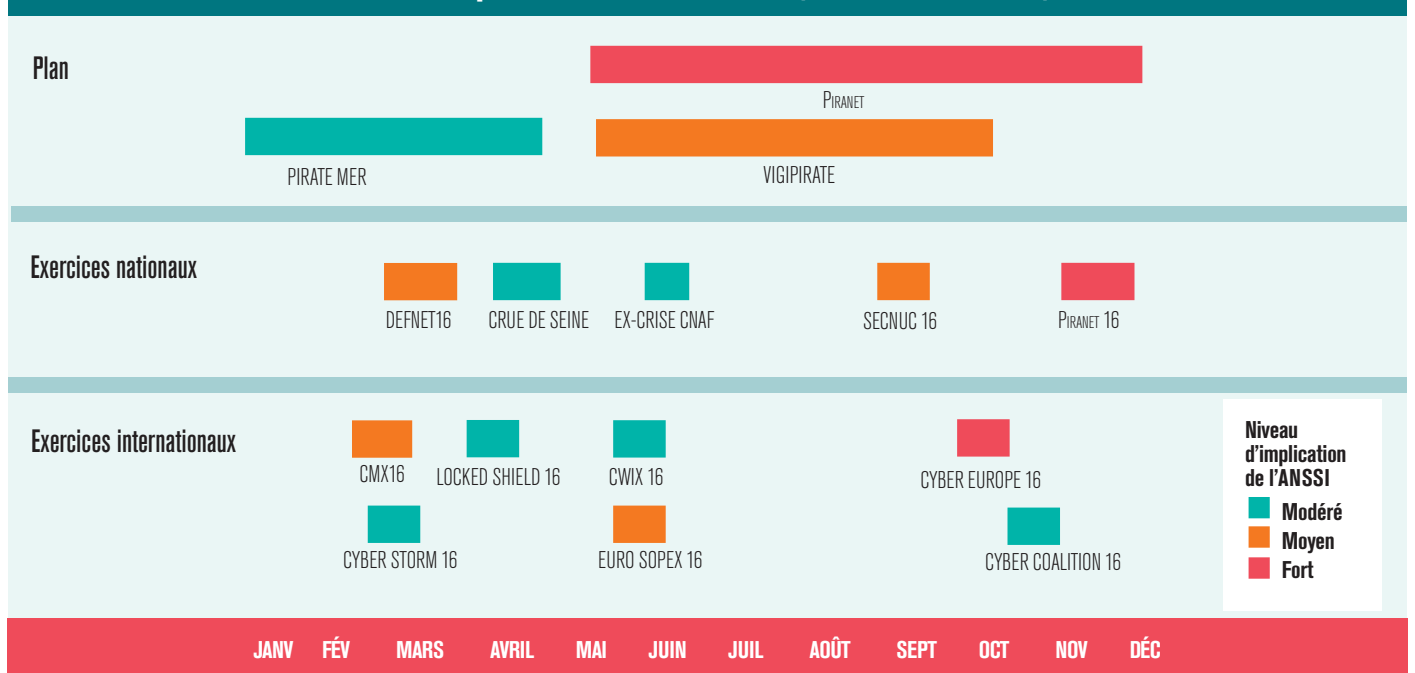 Plan
Piranet
PIRATE MER
VIGIPIRATE
Exercices nationaux
DEFNET16
CRUE DE SEINE
EX-CRISE CNAF
SECNUC 16
Piranet 16
Exercices internationaux
CMX16
LOCKED SHIELD 16
CWIX 16
CYBER EUROPE 16
CYBER STORM 16
EURO SOPEX 16
CYBER COALITION 16
Niveau
d'implication
de l'ANSSI
Modéré
Moyen
Fort
JANV FÉV MARS AVRIL MAI JUIN JUIL AOÛT SEPT OCT NOV DÉC